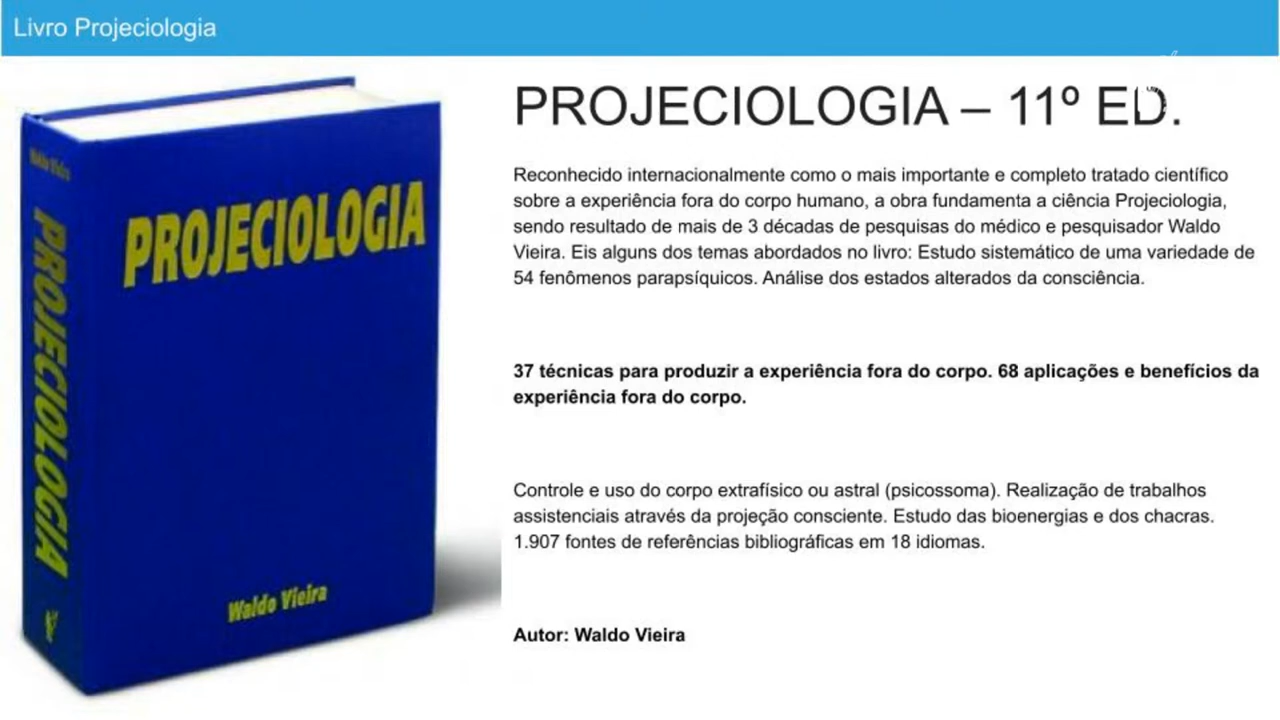 Livro Projeciologia
PROJECIOLOGIA – 11º ED.
Reconhecido internacionalmente como o mais importante e completo tratado científico
sobre a experiência fora do corpo humano, a obra fundamenta a ciência Projeciologia,
sendo resultado de mais de 3 décadas de pesquisas do médico e pesquisador Waldo
Vieira. Eis alguns dos temas abordados no livro: Estudo sistemático de uma variedade de
54 fenômenos parapsíquicos. Análise dos estados alterados da consciência.
37 técnicas para produzir a experiência fora do corpo. 68 aplicações e benefícios da
experiência fora do corpo.
Controle e uso do corpo extrafísico ou astral (psicossoma). Realização de trabalhos
assistenciais através da projeção consciente. Estudo das bioenergias e dos chacras.
1.907 fontes de referências bibliográficas em 18 idiomas.
Autor: Waldo Vieira
Waldo Vieira
PROJECIOLOGIA
PROJECIOLOGIA
Waldo Vieira